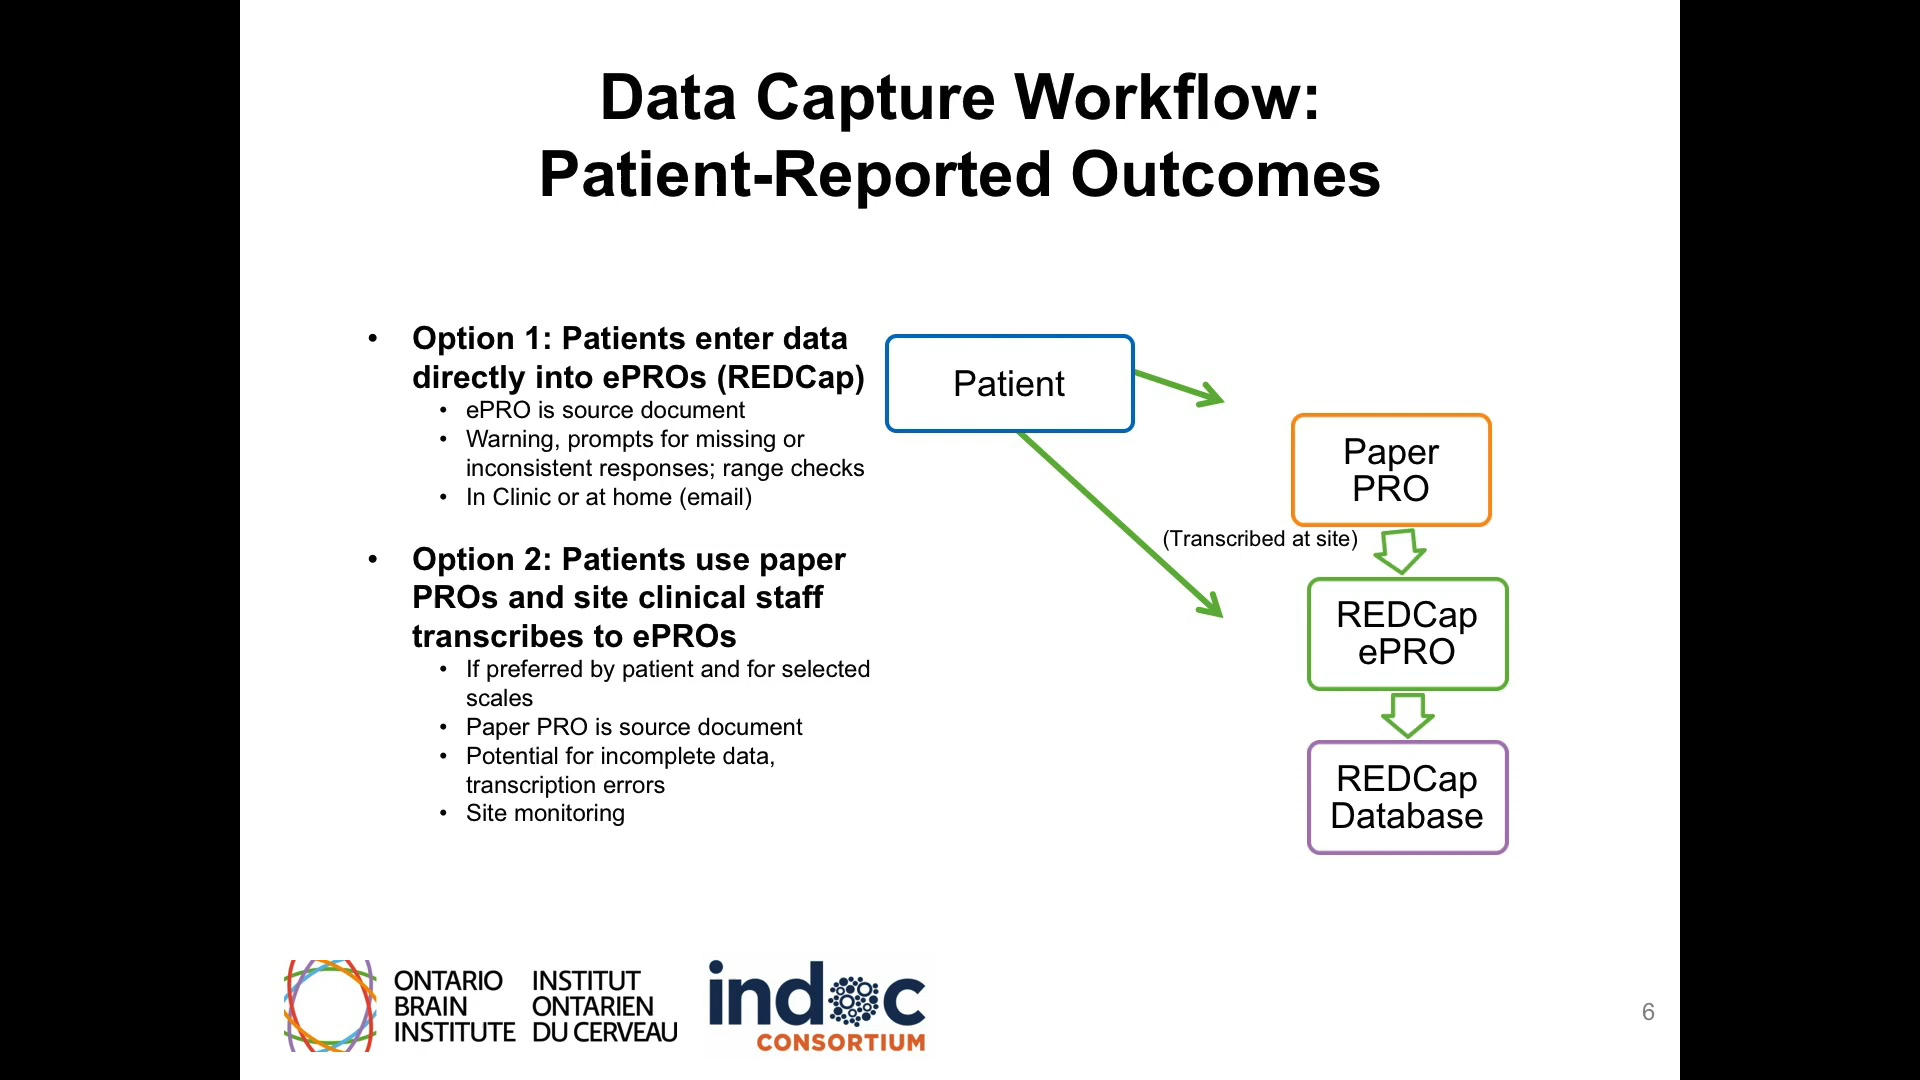 Data Capture Workflow:
Patient-Reported Outcomes
• Option 1: Patients enter data
directly into ePROs (REDCap)
• ePRO is source document
• Warning, prompts for missing or
inconsistent responses; range checks
• In Clinic or at home (email)
• Option 2: Patients use paper
PROs and site clinical staff
transcribes to ePROs
• If preferred by patient and for selected
scales
• Paper PRO is source document
• Potential for incomplete data,
transcription errors
• Site monitoring
Patient
Paper
PRO
(Transcribed at site)
REDCap
ePRO
REDCap
Database
ONTARIO
BRAIN
INSTITUTE
INSTITUT
ONTARIEN
DU CERVEAU
indoc
CONSORTIUM
6